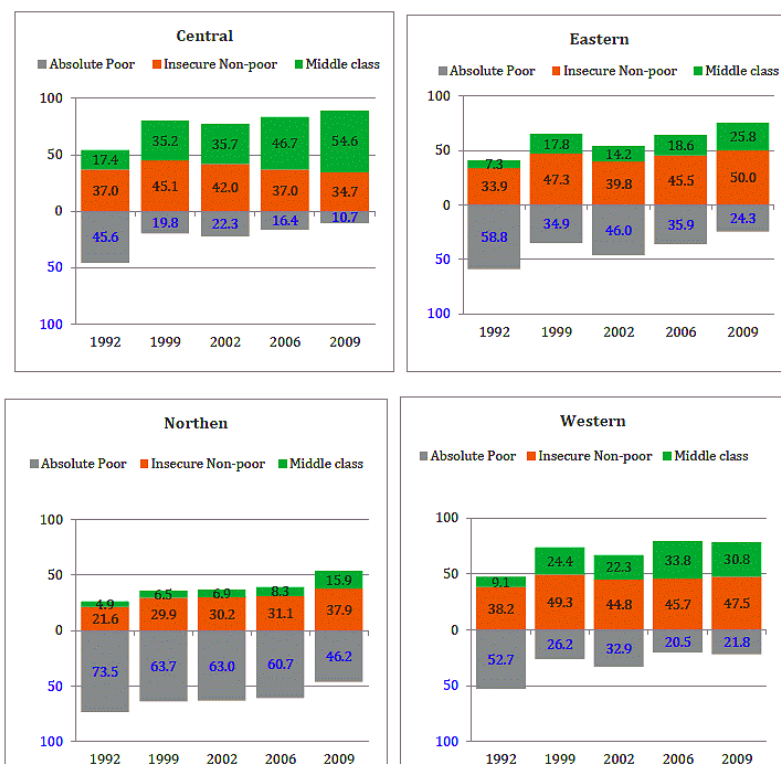 Central
Absolute Poor Insecure Non-poor Middle class
100
17.4 35.2 35.7 46.7 54.6
50
37.0 45.1 42.0 37.0 34.7
0
45.6 19.8 22.3 16.4 10.7
50
100
1992 1999 2002 2006 2009
Eastern
Absolute Poor Insecure Non-poor Middle class
100
7.3 17.8 14.2 18.6 25.8
50
33.9 47.3 39.8 45.5 50.0
0
58.8 34.9 46.0 35.9 24.3
50
100
1992 1999 2002 2006 2009
Northen
Absolute Poor Insecure Non-poor Middle class
100
50
4.9 6.5 6.9 8.3 15.9
21.6 29.9 30.2 31.1 37.9
0
73.5 63.7 63.0 60.7 46.2
50
100
1992 1999 2002 2006 2009
Western
Absolute Poor Insecure Non-poor Middle class
100
9.1 24.4 22.3 33.8 30.8
50
38.2 49.3 44.8 45.7 47.5
0
52.7 26.2 32.9 20.5 21.8
50
100
1992 1999 2002 2006 2009